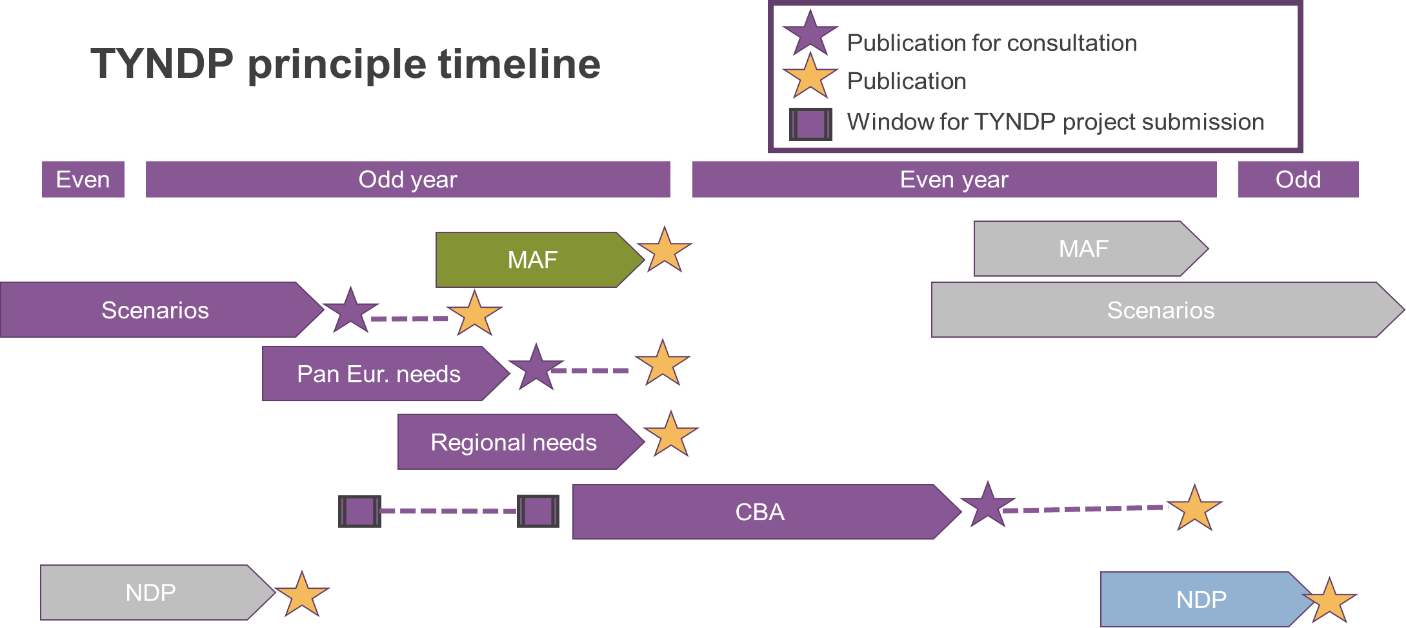 TYNDP principle timeline
Publication for consultation
Publication
Window for TYNDP project submission
Even
Odd year
Even year
Odd
MAF
MAF
Scenarios
Scenarios
Pan Eur. needs
Regional needs
CBA
NDP
NDP